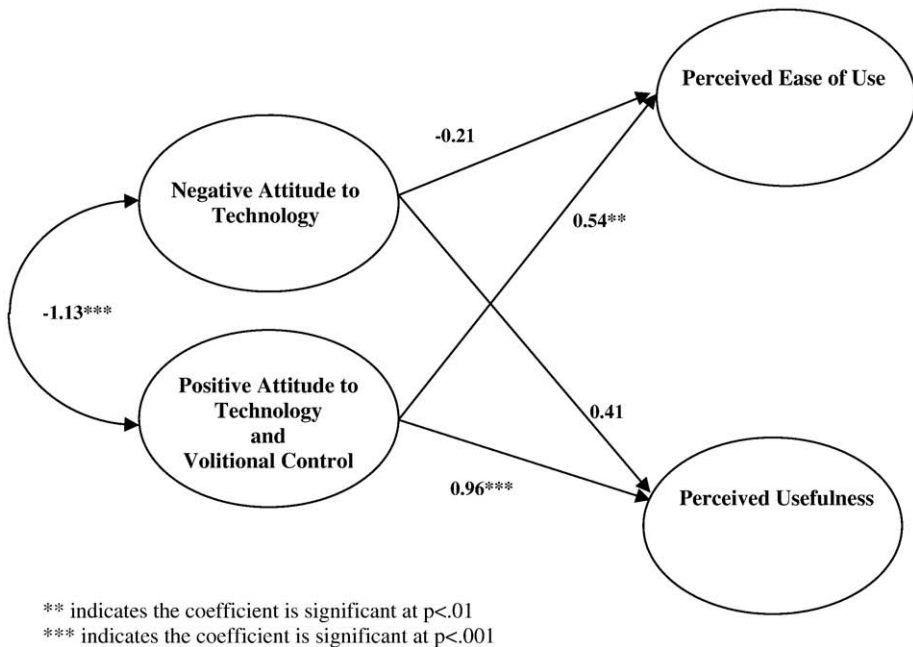 Perceived Ease of Use
-0.21
Negative Attitude to
Technology
0.54**
-1.13***
Positive Attitude to
Technology
and
Volitional Control
0.41
0.96***
Perceived Usefulness
** indicates the coefficient is significant at p<.01
*** indicates the coefficient is significant at p<.001